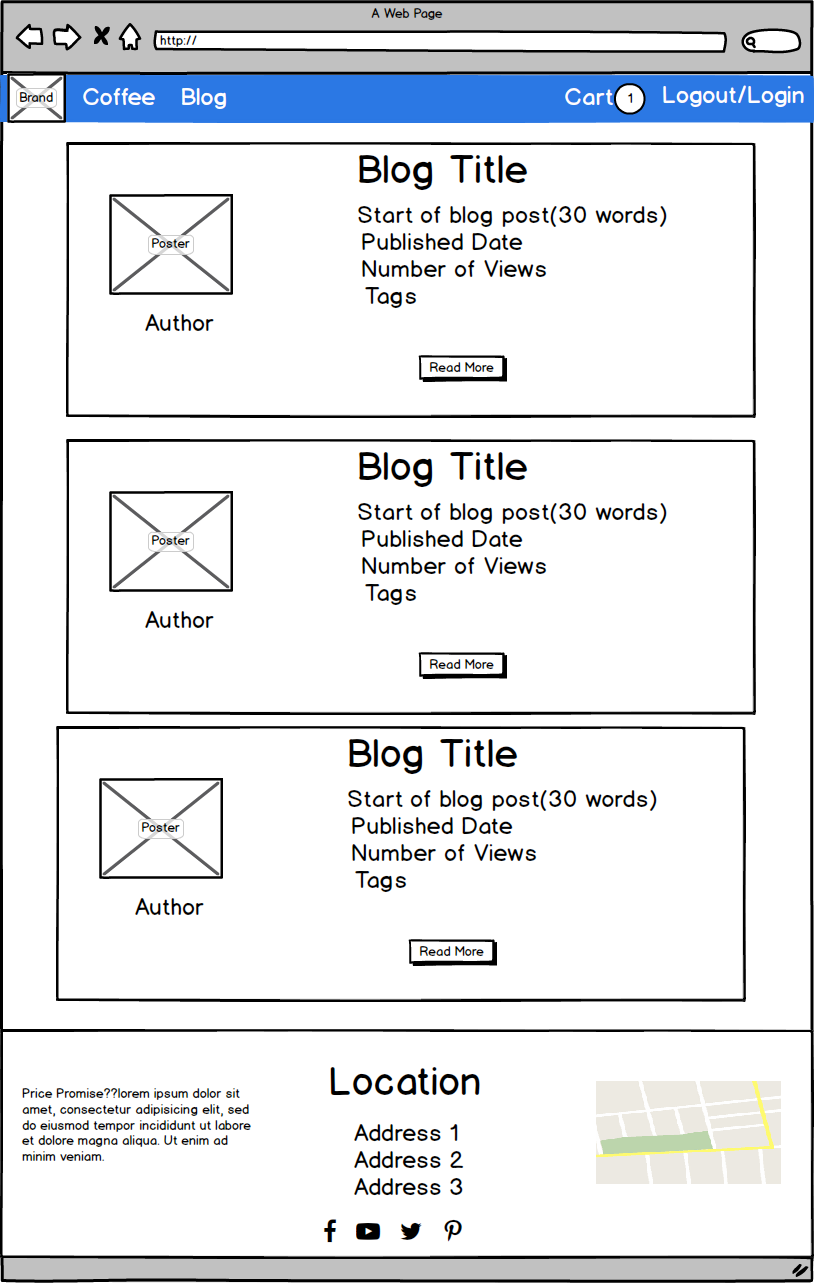 A Web Page
http://
Brand
Coffee
Blog
Cart
1
Logout/Login
Blog Title
Start of blog post(30 words)
Published Date
Number of Views
Tags
Poster
Author
Read More
Blog Title
Start of blog post(30 words)
Published Date
Number of Views
Tags
Poster
Author
Read More
Blog Title
Start of blog post(30 words)
Published Date
Number of Views
Tags
Poster
Author
Read More
Price Promise??lorem ipsum dolor sit
amet, consectetur adipisicing elit, sed
do eiusmod tempor incididunt ut labore
et dolore magna aliqua. Ut enim ad
minim veniam.
Location
Address 1
Address 2
Address 3